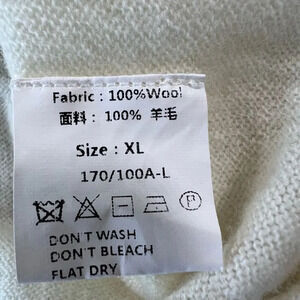 Fabric : 100%Wool
面料： 100% 羊毛
Size : XL
170/100A-L
P
DON'T WASH
DON'T BLEACH
FLAT DRY